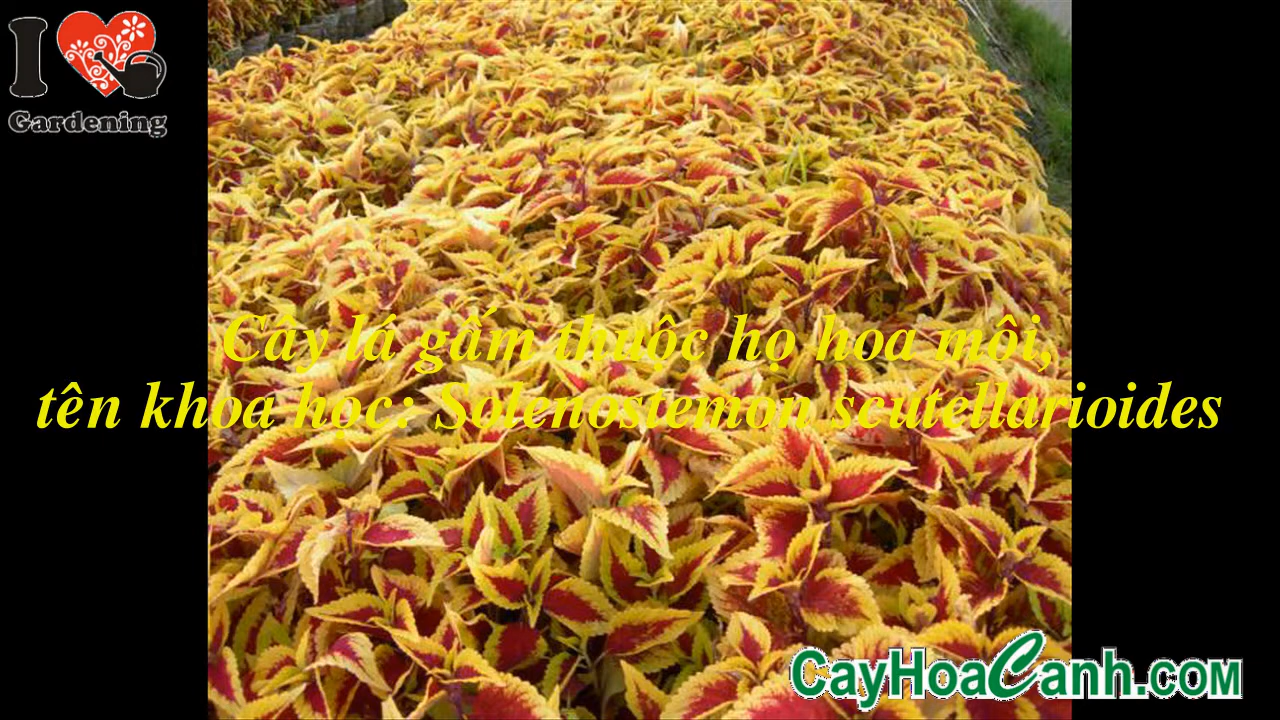 I
Gardening
Cây lá gấm thuộc họ hoa môi,
tên khoa học: Solenostemon scutellarioides
CayHoaCanh.com